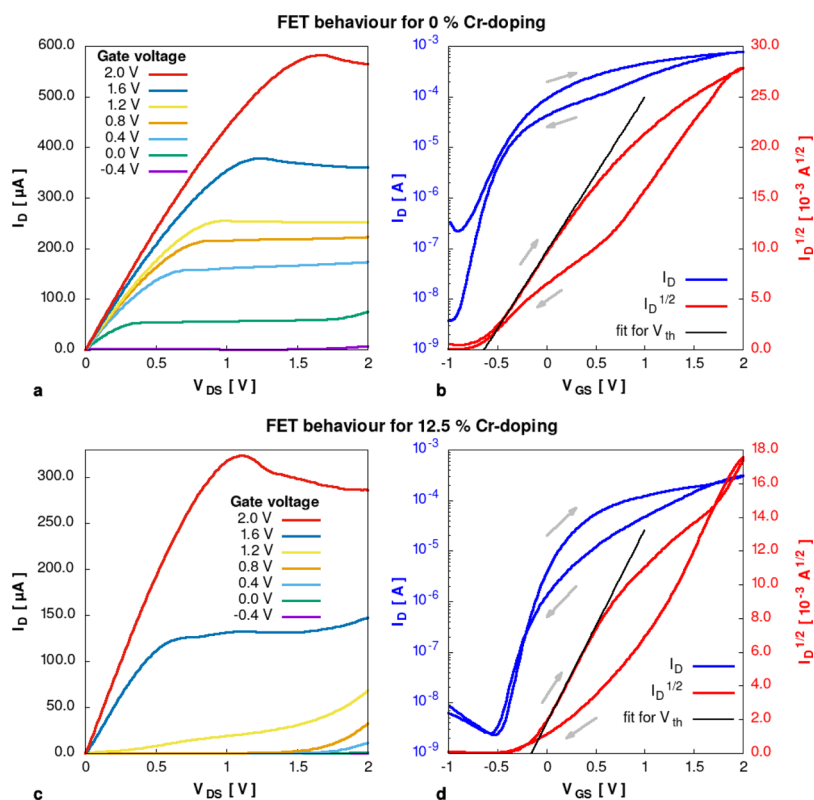 FET behaviour for 0 % Cr-doping
600.0
500.0
400.0
300.0
200.0
100.0
0.0
I_D [ µA ]
Gate voltage
2.0 V
1.6 V
1.2 V
0.8 V
0.4 V
0.0 V
-0.4 V
0
0.5
1
1.5
2
V_DS [ V ]
a
10^-3
10^-4
10^-5
10^-6
10^-7
10^-8
10^-9
I_D [ A ]
30.0
25.0
20.0
15.0
10.0
5.0
0.0
I_D^1/2 [ 10^-3 A^1/2 ]
I_D
I_D^1/2
fit for V_th
-1
-0.5
0
0.5
1
1.5
2
V_GS [ V ]
b
FET behaviour for 12.5 % Cr-doping
300.0
250.0
200.0
150.0
100.0
50.0
0.0
I_D [ µA ]
Gate voltage
2.0 V
1.6 V
1.2 V
0.8 V
0.4 V
0.0 V
-0.4 V
0
0.5
1
1.5
2
V_DS [ V ]
c
10^-3
10^-4
10^-5
10^-6
10^-7
10^-8
10^-9
I_D [ A ]
18.0
16.0
14.0
12.0
10.0
8.0
6.0
4.0
2.0
0.0
I_D^1/2 [ 10^-3 A^1/2 ]
I_D
I_D^1/2
fit for V_th
-1
-0.5
0
0.5
1
1.5
2
V_GS [ V ]
d